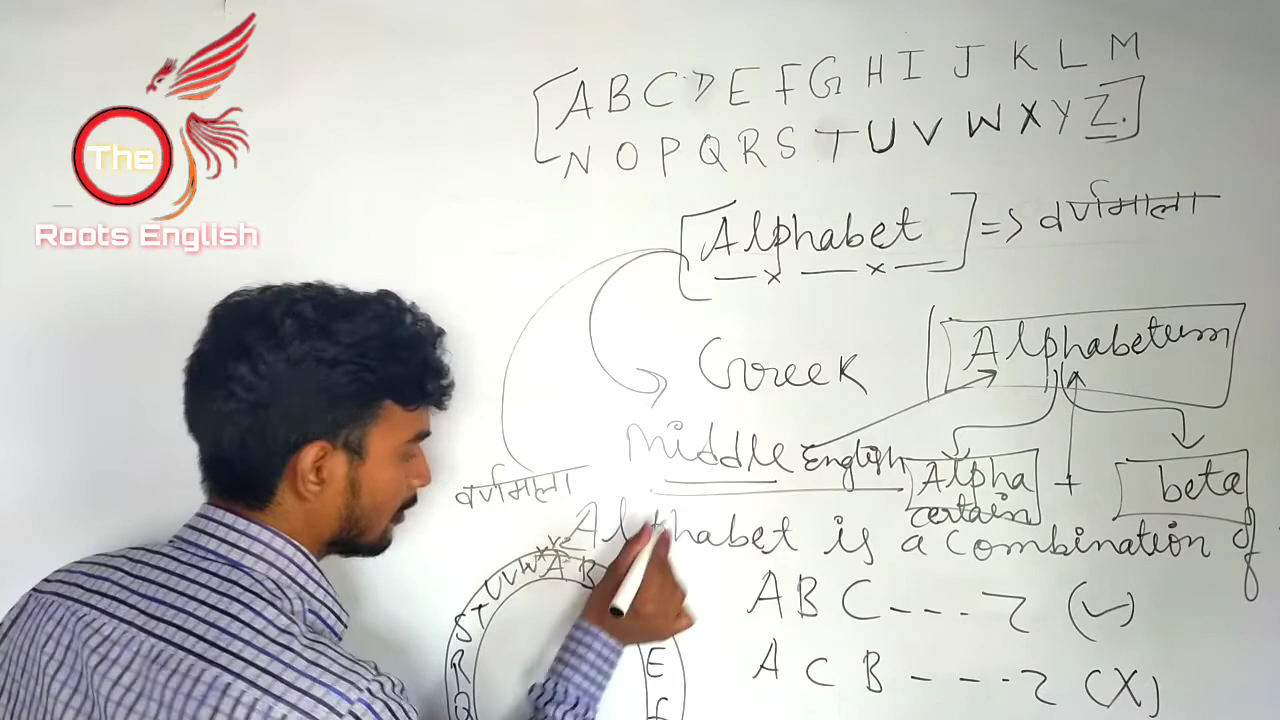 The
Roots English
A B C D E F G H I J K L M
N O P Q R S T U V W X Y Z.
Alphabet => वर्णमाला
Greek
Alphabetum
Middle English
Alpha + beta
certain
वर्णमाला
Alphabet is a combination of
A B C - - - Z (✓)
A C B - - - - Z (X)
A B
E
F
Q R S T U V W X Y Z